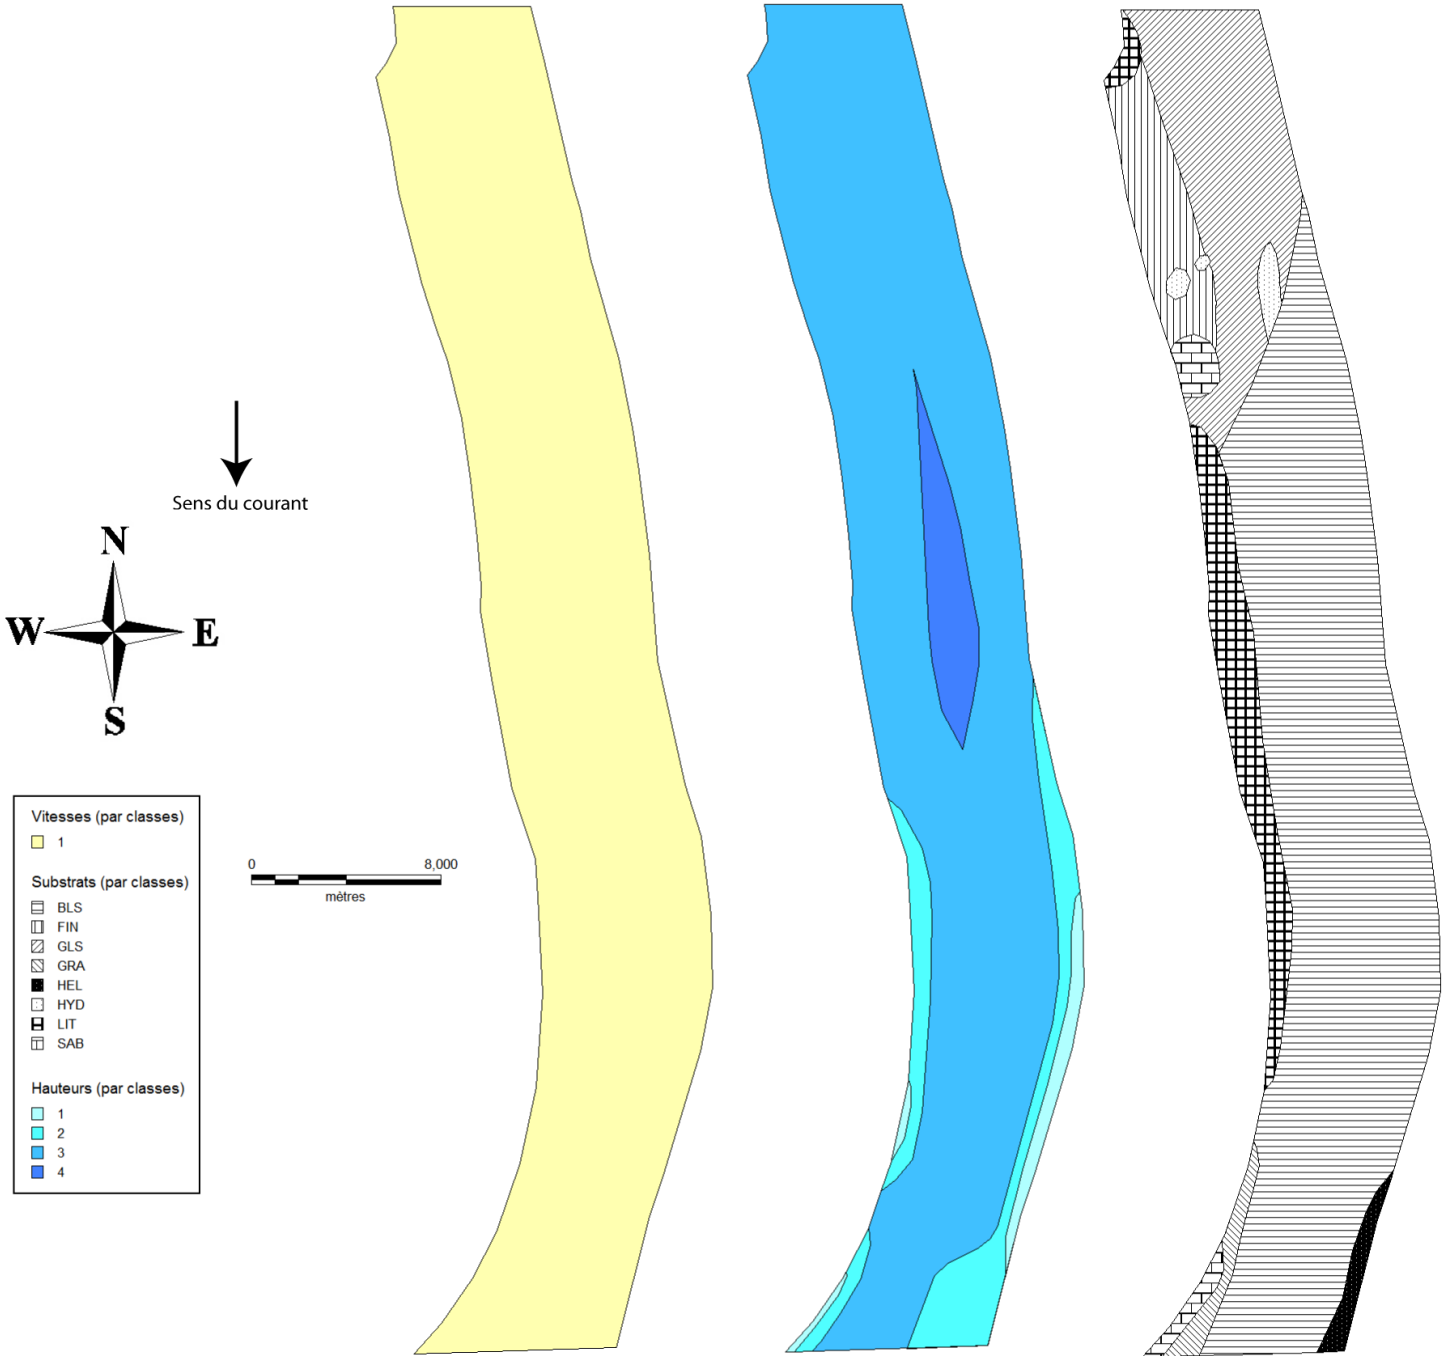 Sens du courant
N
W
E
S
Vitesses (par classes)
1
Substrats (par classes)
BLS
FIN
GLS
GRA
HEL
HYD
LIT
SAB
Hauteurs (par classes)
1
2
3
4
0 8,000
mètres